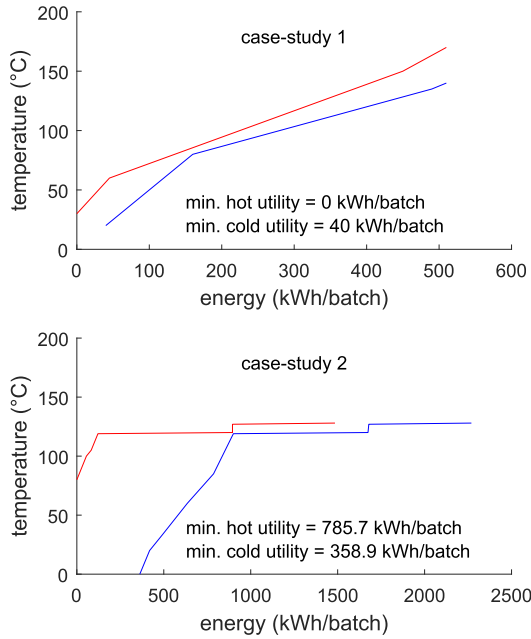 case-study 1
200
150
100
50
0
temperature (°C)
min. hot utility = 0 kWh/batch
min. cold utility = 40 kWh/batch
0 100 200 300 400 500 600
energy (kWh/batch)
case-study 2
200
150
100
50
0
temperature (°C)
min. hot utility = 785.7 kWh/batch
min. cold utility = 358.9 kWh/batch
0 500 1000 1500 2000 2500
energy (kWh/batch)